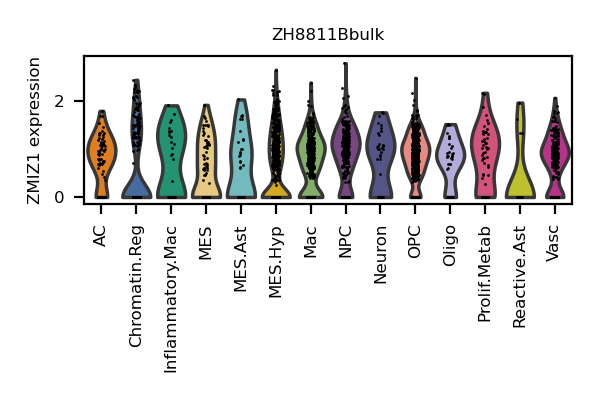 ZH8811Bbulk
ZMIZ1 expression
2
0
AC
Chromatin.Reg
Inflammatory.Mac
MES
MES.Ast
MES.Hyp
Mac
NPC
Neuron
OPC
Oligo
Prolif.Metab
Reactive.Ast
Vasc